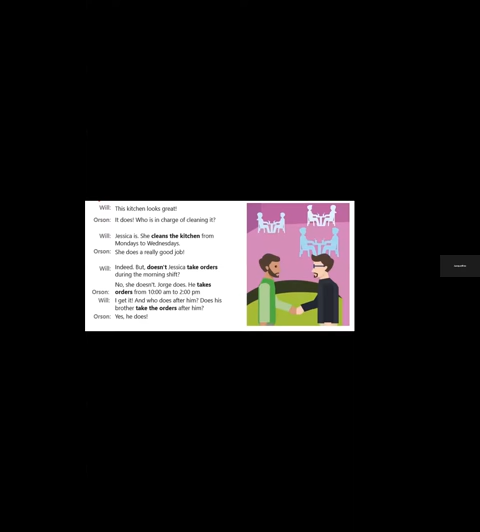 Will: This kitchen looks great!
Orson: It does! Who is in charge of cleaning it?
Will: Jessica is. She cleans the kitchen from
Mondays to Wednesdays.
Orson: She does a really good job!
Will: Indeed. But, doesn't Jessica take orders
during the morning shift?
No, she doesn't. Jorge does. He takes
Orson: orders from 10:00 am to 2:00 pm
Will: I get it! And who does after him? Does his
brother take the orders after him?
Orson: Yes, he does!